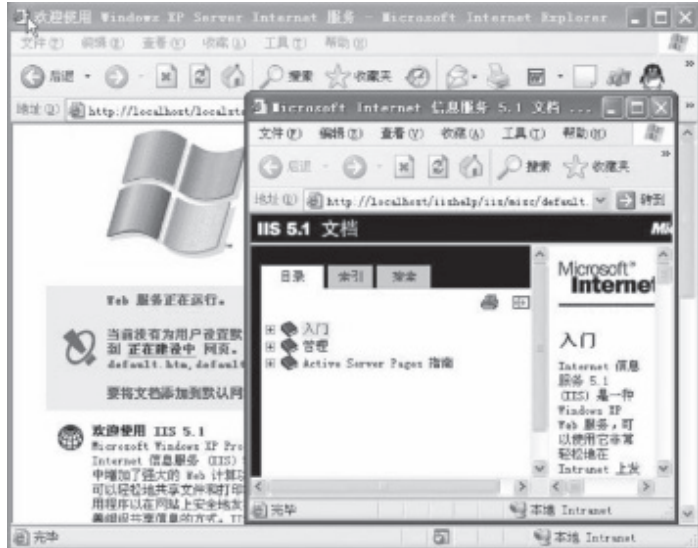 欢迎使用 Windows XP Server Internet 服务 - Microsoft Internet Explorer
文件(F) 编辑(E) 查看(V) 收藏(A) 工具(T) 帮助(H)
后退 搜索 收藏夹
地址(D) http://localhost/localsta
Web 服务正在运行。
当前没有为用户设置默
到 正在建设中 网页。
default.htm, default
要将文档添加到默认网
欢迎使用 IIS 5.1
Microsoft Windows XP Pro
Internet 信息服务 (IIS)
中增加了强大的 Web 计算功
可以轻松地共享文件和打印
用程序以在网站上安全地发
完毕
本地 Intranet
Microsoft Internet 信息服务 5.1 文档 ...
文件(F) 编辑(E) 查看(V) 收藏(A) 工具(T) 帮助(H)
后退 搜索 收藏夹
地址(D) http://localhost/iishelp/iis/misc/default. 转到
IIS 5.1 文档
目录 索引 搜索
入门
管理
Active Server Pages 指南
Microsoft
Internet
入门
Internet 信息
服务 5.1
(IIS) 是一种
Windows XP
Web 服务，可
以使用它非常
轻松地在
Intranet 上发
完毕 本地 Intranet